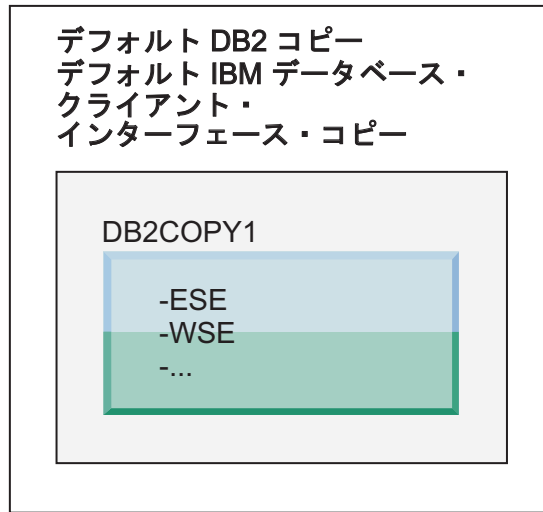 デフォルト DB2 コピー
デフォルト IBM データベース・
クライアント・
インターフェース・コピー
DB2COPY1
-ESE
-WSE
-...